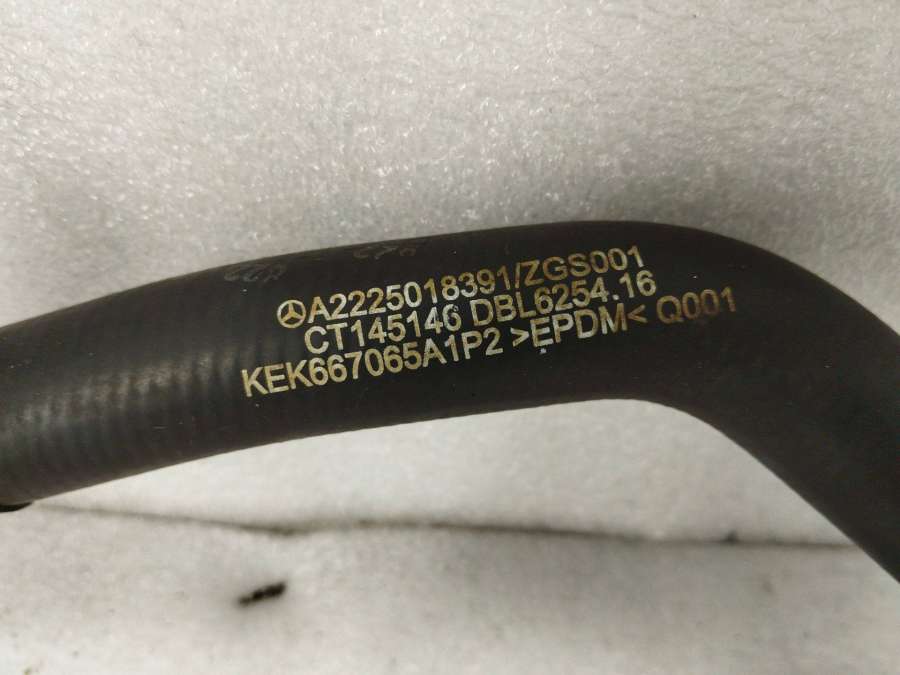 A2225018391/ZGS001
CT145146 DBL6254.16
KEK667065A1P2 >EPDM< Q001